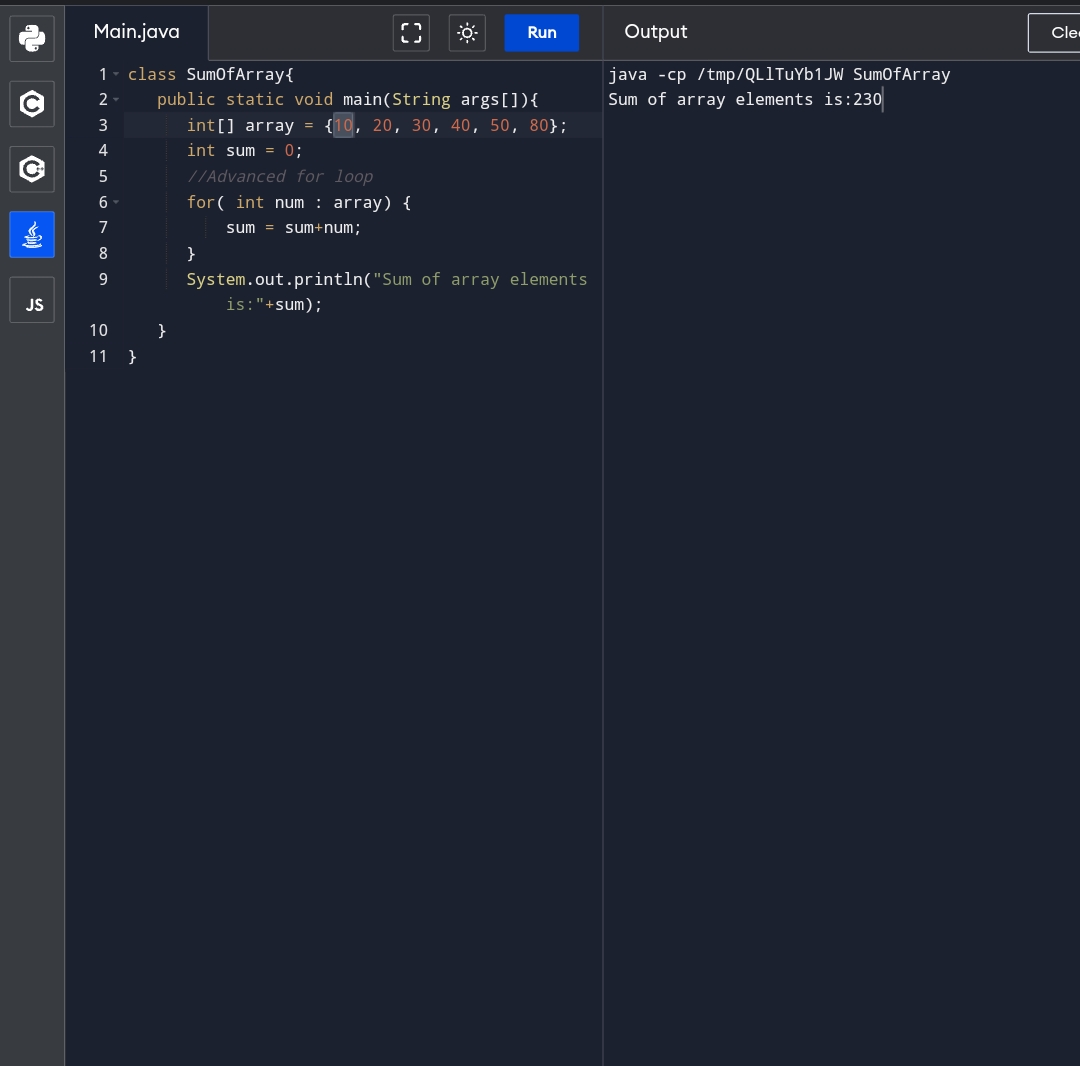 Main.java
Run
Output
JS
1 class SumOfArray{
2 public static void main(String args[]){
3 int[] array = {10, 20, 30, 40, 50, 80};
4 int sum = 0;
5 //Advanced for loop
6 for( int num : array) {
7 sum = sum+num;
8 }
9 System.out.println("Sum of array elements
is:"+sum);
10 }
11 }
java -cp /tmp/QLlTuYb1JW SumOfArray
Sum of array elements is:230